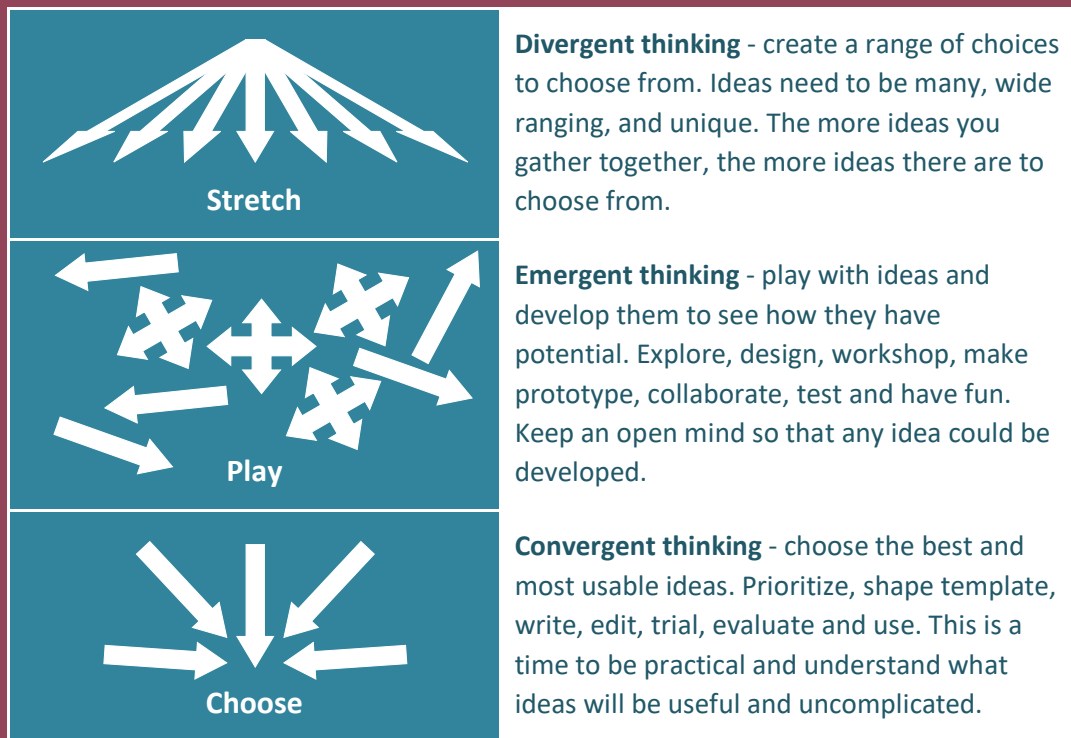 Stretch
Divergent thinking - create a range of choices
to choose from. Ideas need to be many, wide
ranging, and unique. The more ideas you
gather together, the more ideas there are to
choose from.
Play
Emergent thinking - play with ideas and
develop them to see how they have
potential. Explore, design, workshop, make
prototype, collaborate, test and have fun.
Keep an open mind so that any idea could be
developed.
Choose
Convergent thinking - choose the best and
most usable ideas. Prioritize, shape template,
write, edit, trial, evaluate and use. This is a
time to be practical and understand what
ideas will be useful and uncomplicated.